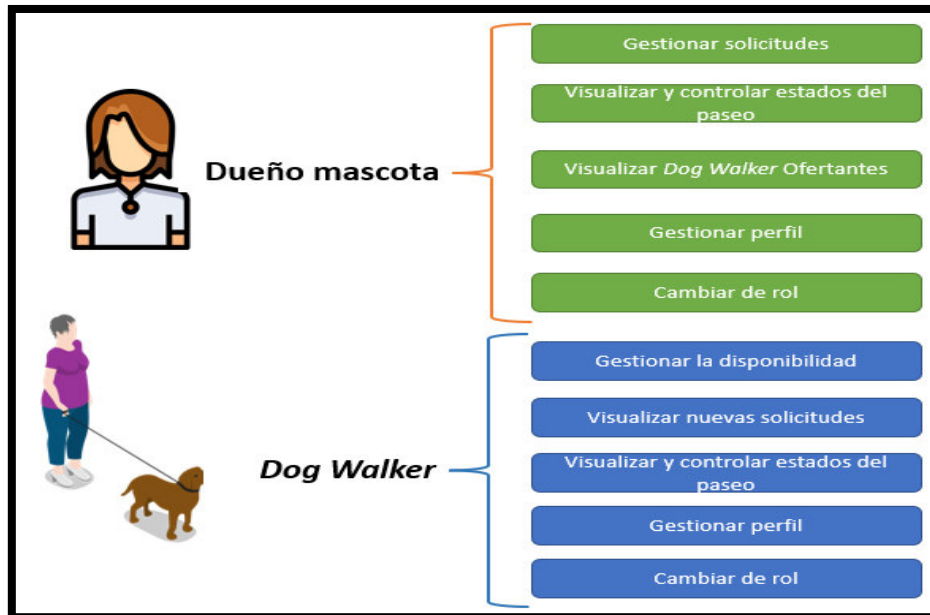 Gestionar solicitudes
Visualizar y controlar estados del
paseo
Dueño mascota
Visualizar Dog Walker Ofertantes
Gestionar perfil
Cambiar de rol
Gestionar la disponibilidad
Visualizar nuevas solicitudes
Dog Walker
Visualizar y controlar estados del
paseo
Gestionar perfil
Cambiar de rol